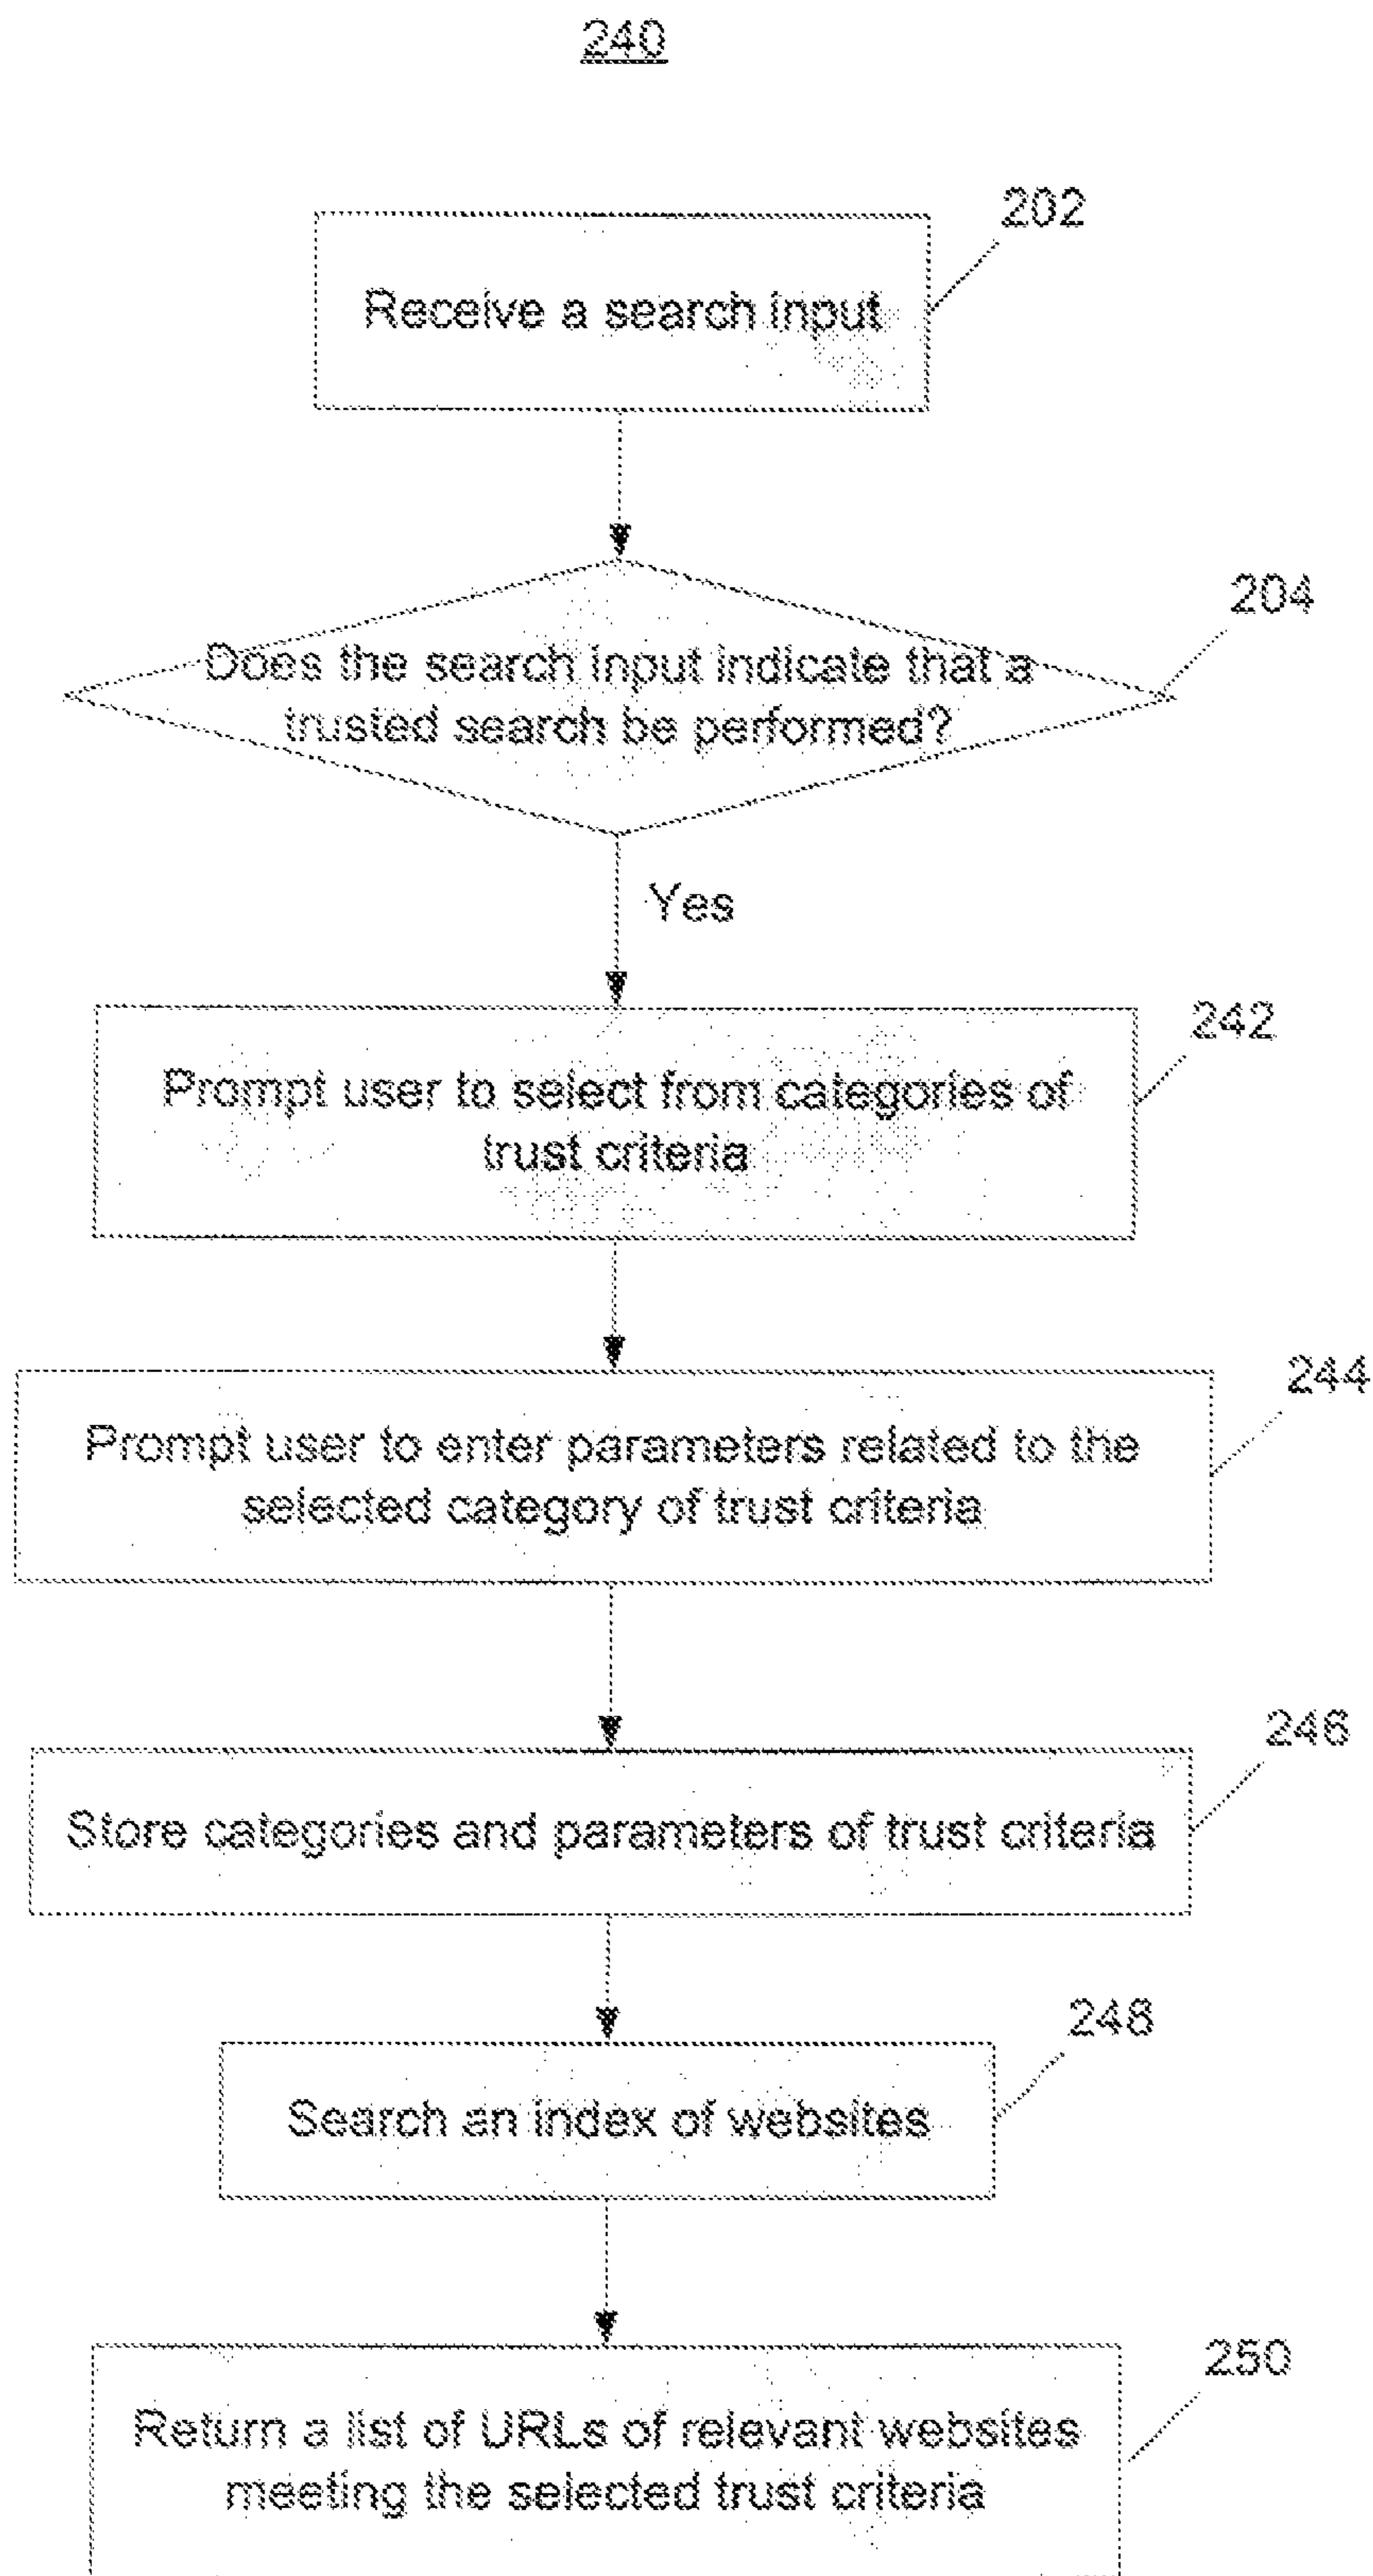 240
202
Receive a search input
204
Does the search input indicate that a
trusted search be performed?
Yes
242
Prompt user to select from categories of
trust criteria
244
Prompt user to enter parameters related to the
selected category of trust criteria
246
Store categories and parameters of trust criteria
248
Search an index of websites
250
Return a list of URLs of relevant websites
meeting the selected trust criteria